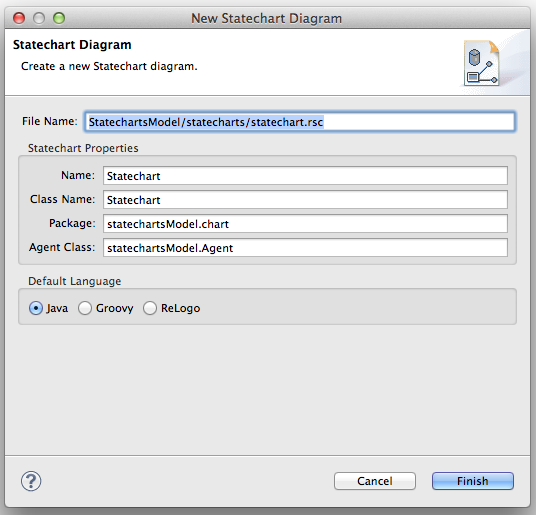 New Statechart Diagram
Statechart Diagram
Create a new Statechart diagram.
File Name: StatechartsModel/statecharts/statechart.rsc
Statechart Properties
Name: Statechart
Class Name: Statechart
Package: statechartsModel.chart
Agent Class: statechartsModel.Agent
Default Language
Java Groovy ReLogo
? Cancel Finish